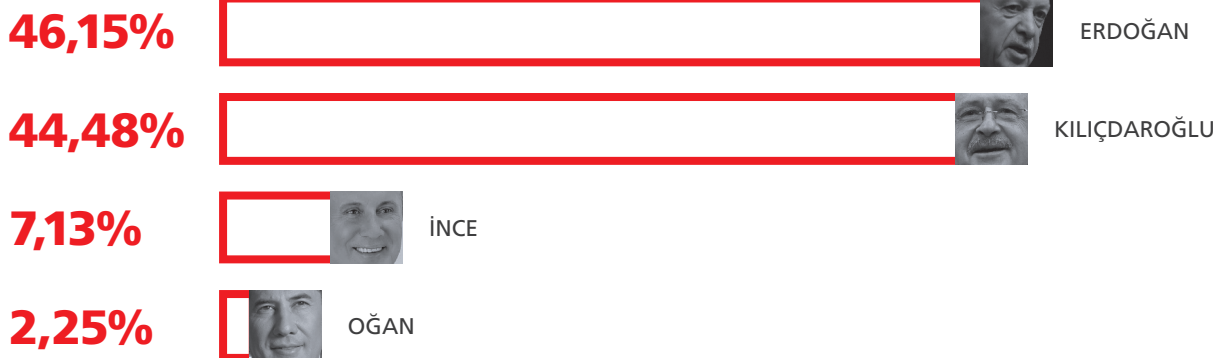 46,15% ERDOĞAN
44,48% KILIÇDAROĞLU
7,13% İNCE
2,25% OĞAN